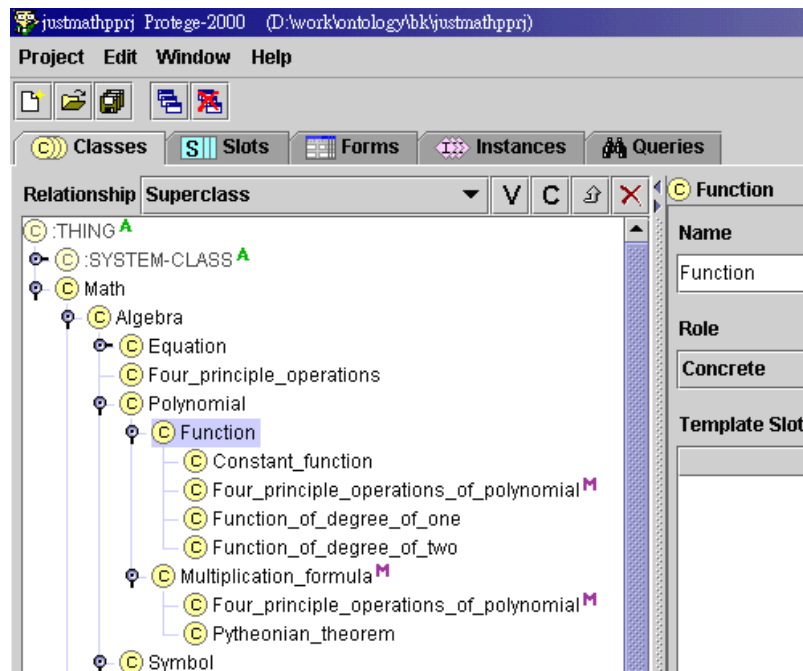 justmathpprj Protege-2000 (D:\work\ontology\bk\justmathpprj)
Project Edit Window Help
Classes Slots Forms Instances Queries
Relationship Superclass V C
C Function
C :THING A
C :SYSTEM-CLASS A
C Math
C Algebra
C Equation
C Four_principle_operations
C Polynomial
C Function
C Constant_function
C Four_principle_operations_of_polynomial M
C Function_of_degree_of_one
C Function_of_degree_of_two
C Multiplication_formula M
C Four_principle_operations_of_polynomial M
C Pytheonian_theorem
C Symbol
Name
Function
Role
Concrete
Template Slot